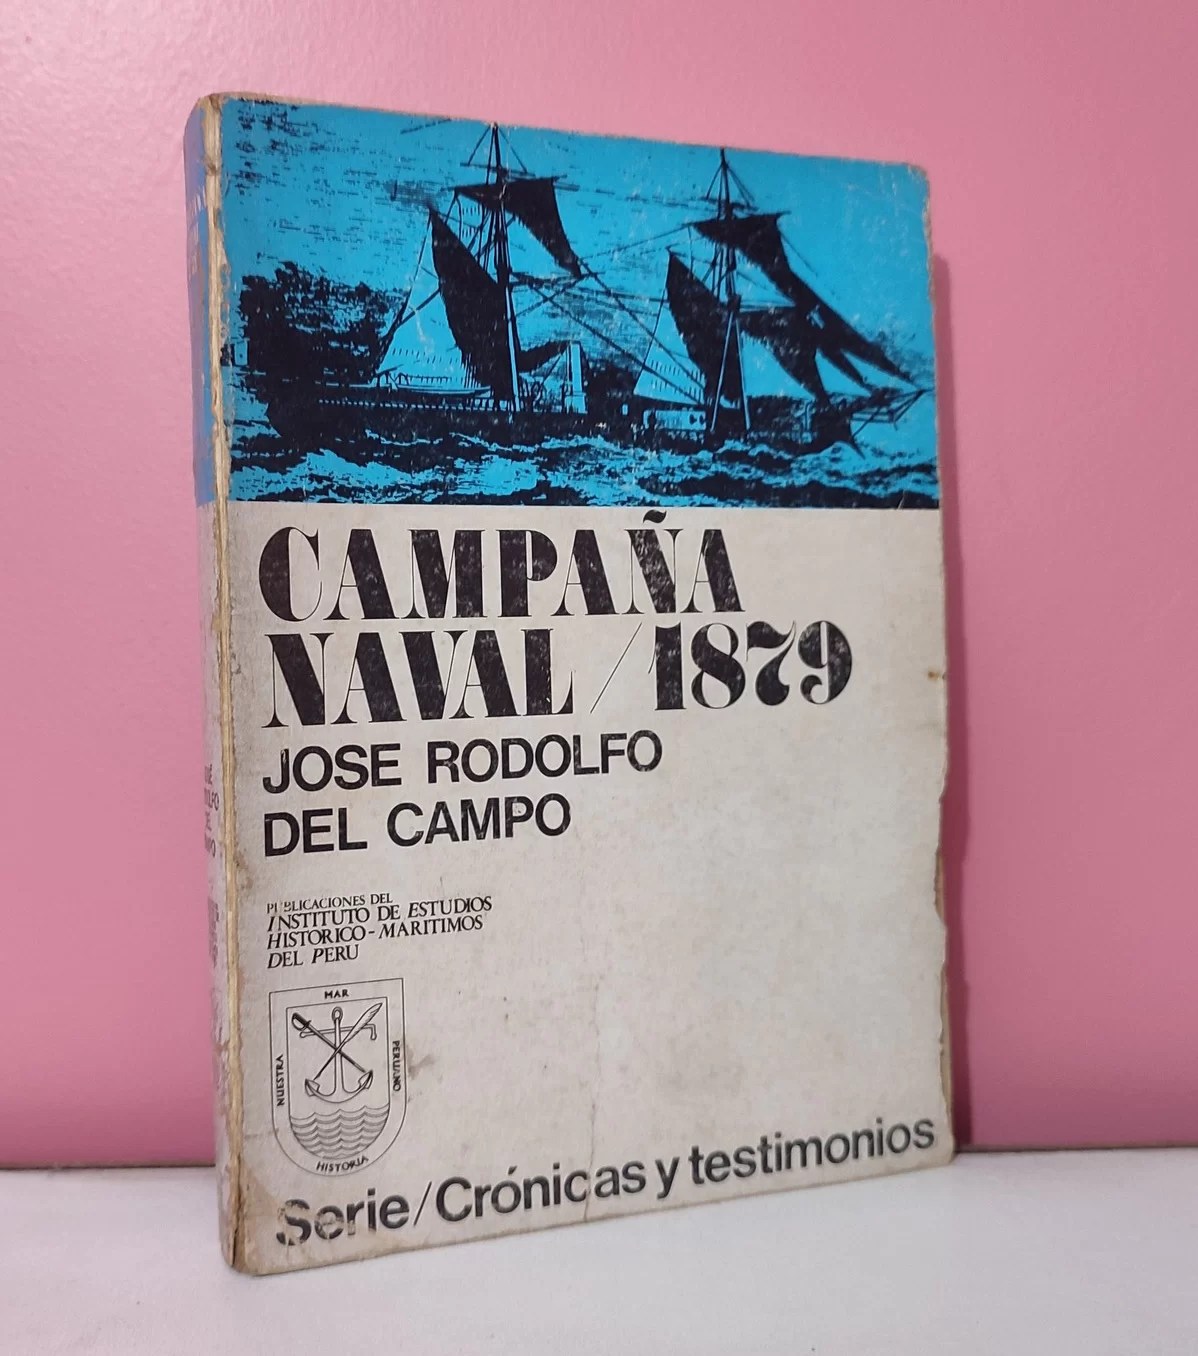 CAMPAÑA
NAVAL/1879
JOSE RODOLFO
DEL CAMPO
PUBLICACIONES DEL
INSTITUTO DE ESTUDIOS
HISTORICO-MARITIMOS
DEL PERU
MAR
NUESTRA
PERUANO
HISTORIA
Serie/Crónicas y testimonios